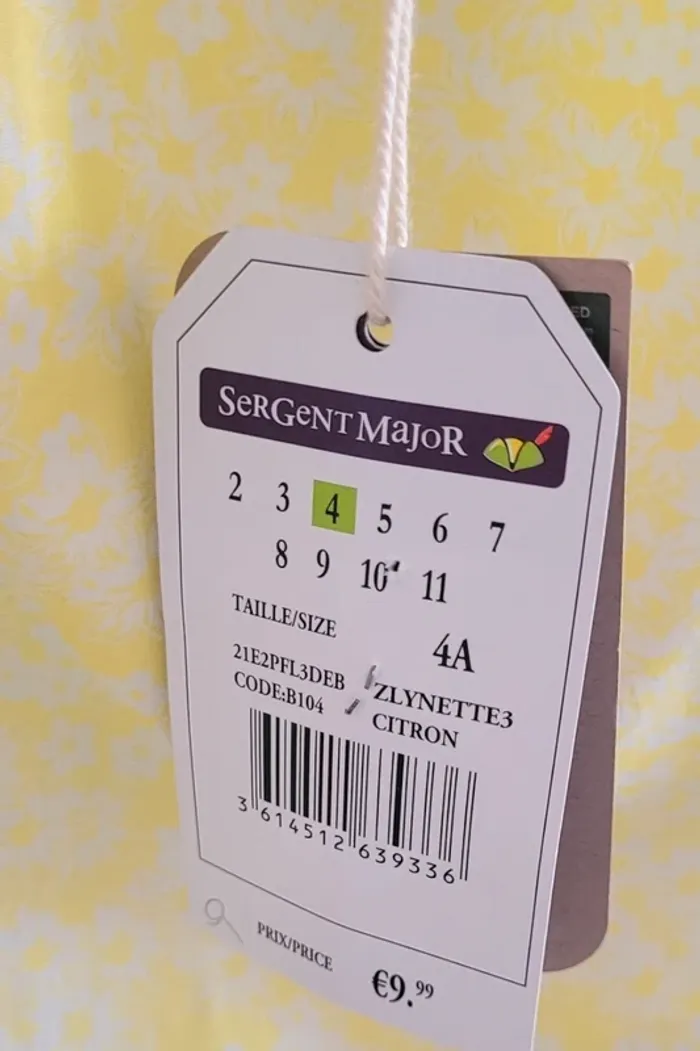 SeRGeNT MaJoR
2 3 4 5 6 7
8 9 10 11
TAILLE/SIZE
4A
21E2PFL3DEB ZLYNETTE3
CODE:B104 CITRON
3 614512 639336
PRIX/PRICE
€9.99
ED